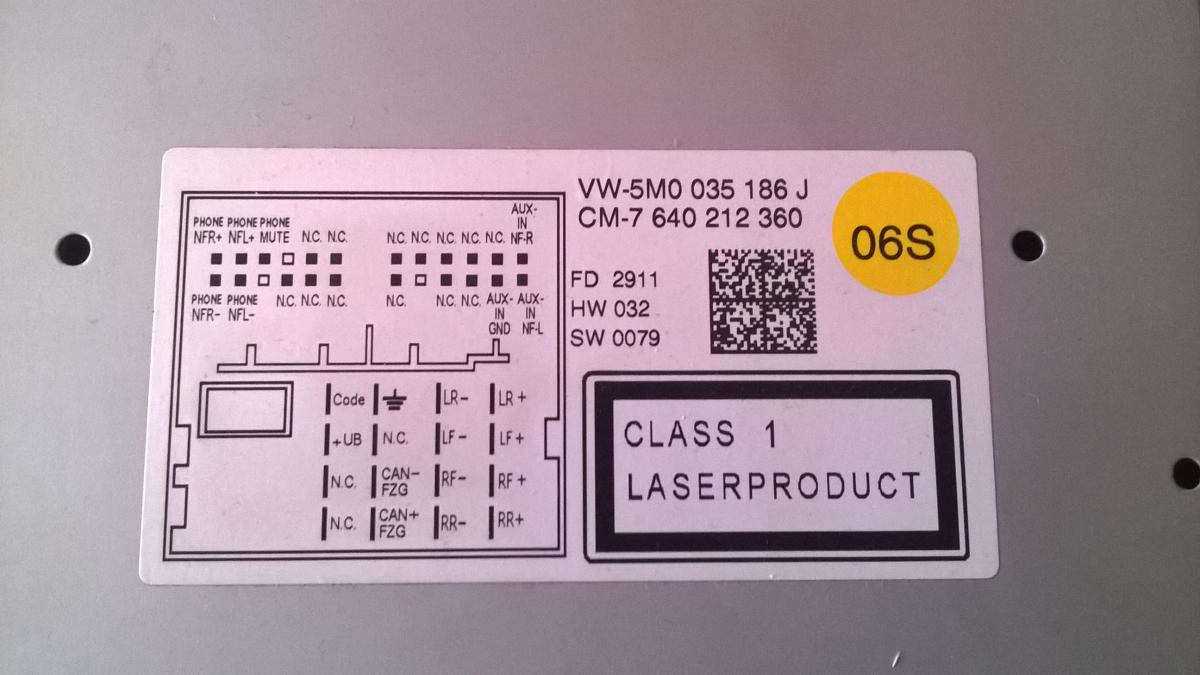 VW-5M0 035 186 J
CM-7 640 212 360
06S
FD 2911
HW 032
SW 0079
CLASS 1
LASERPRODUCT
AUX-
PHONE PHONE PHONE IN
NFR+ NFL+ MUTE N.C. N.C. N.C. N.C. N.C. N.C. N.C. NF-R
PHONE PHONE N.C. N.C. N.C. N.C. N.C. N.C. AUX- AUX-
NFR- NFL- IN IN
GND NF-L
Code LR- LR+
+UB N.C. LF- LF+
N.C. CAN- RF- RF+
FZG
N.C. CAN+ RR- RR+
FZG